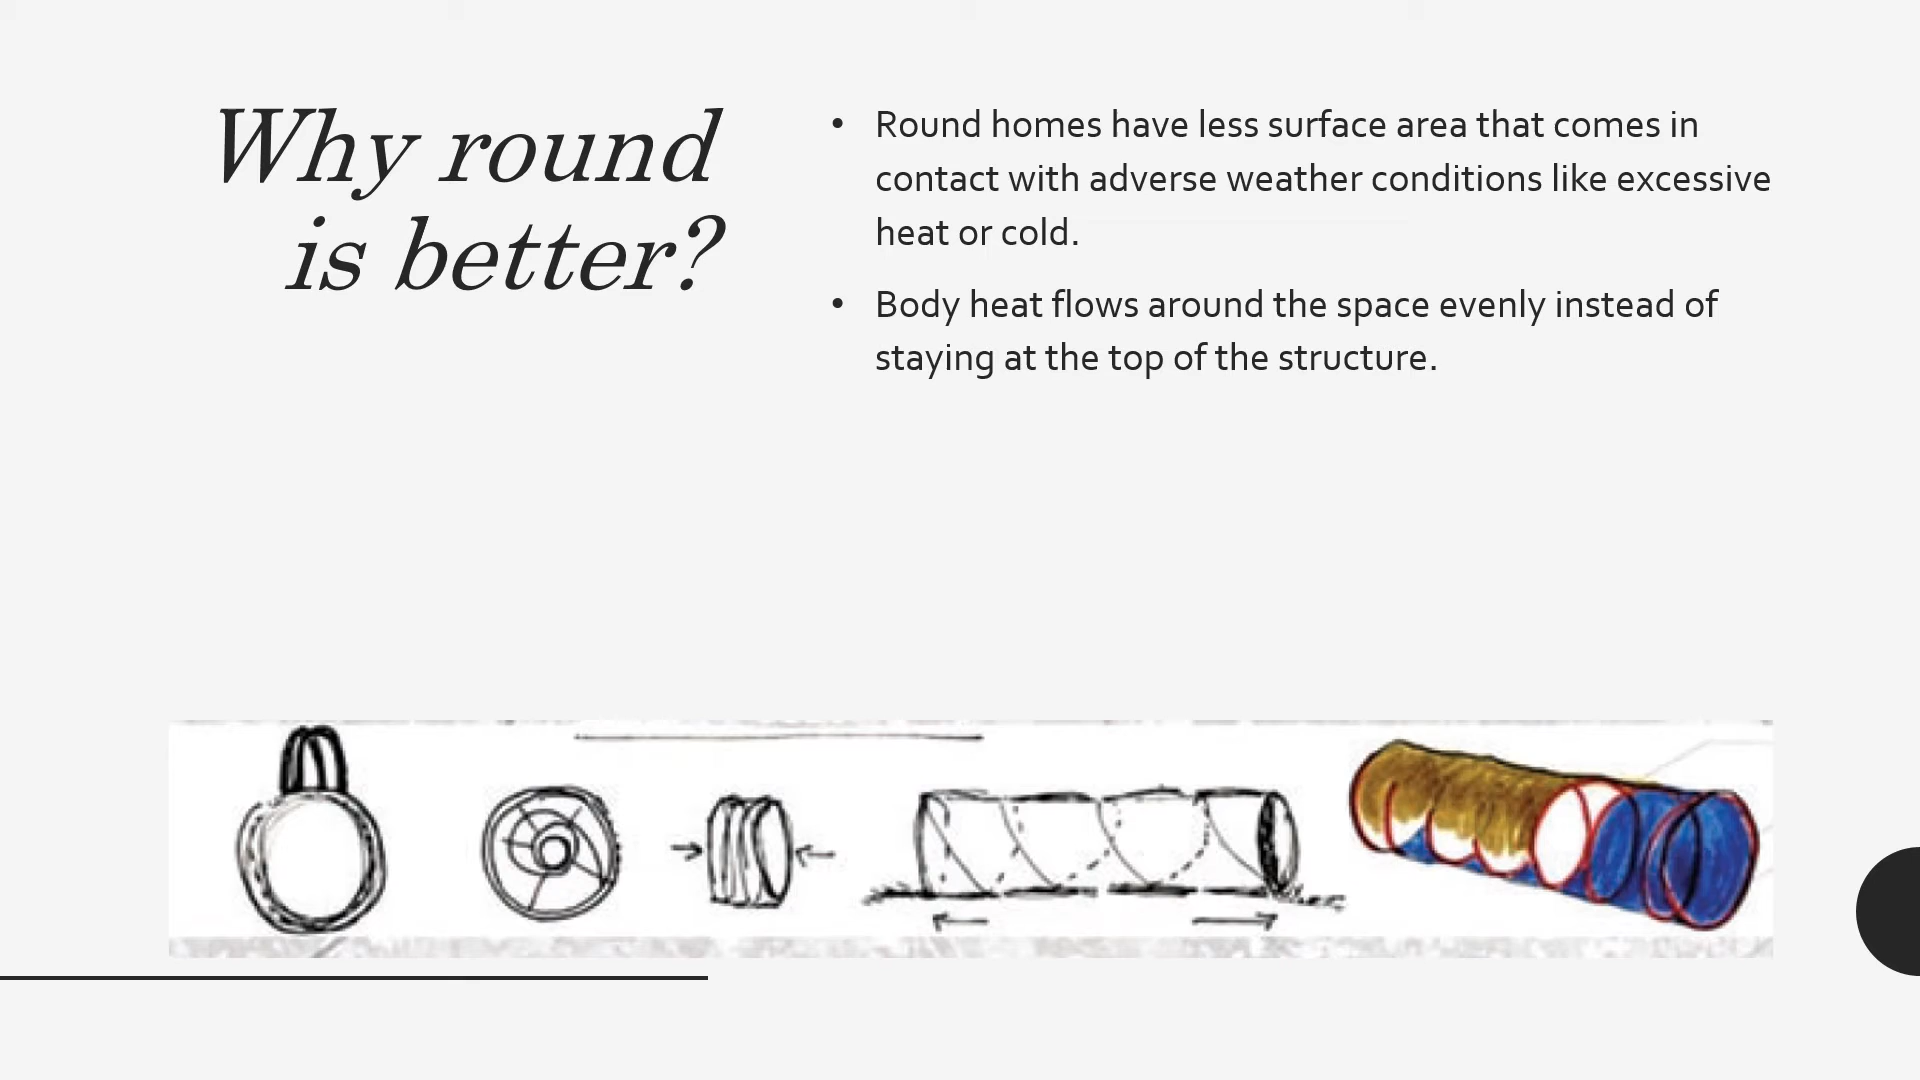 Why round
is better?
• Round homes have less surface area that comes in
contact with adverse weather conditions like excessive
heat or cold.
• Body heat flows around the space evenly instead of
staying at the top of the structure.